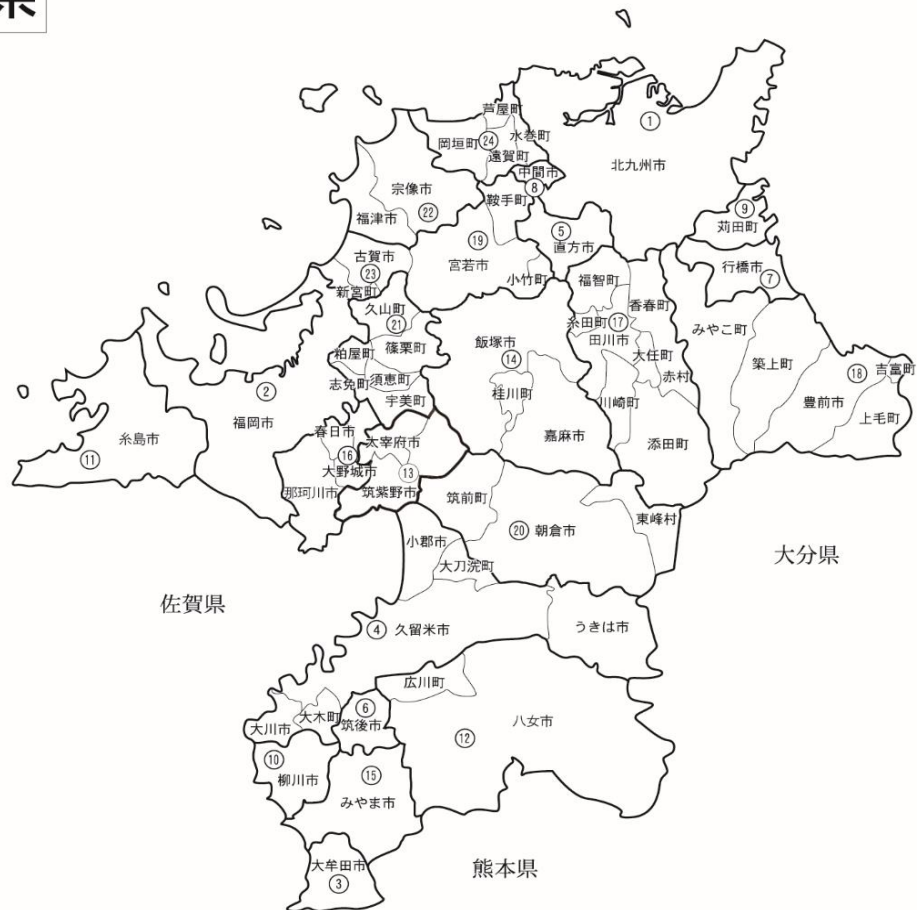 県
芦屋町
①
岡垣町
㉔
水巻町
遠賀町
北九州市
中間市
⑧
宗像市
鞍手町
福津市
㉒
⑨
苅田町
⑤
直方市
⑲
宮若市
古賀市
㉓
行橋市
⑦
福智町
小竹町
新宮町
香春町
久山町
㉑
糸田町
⑰
みやこ町
田川市
飯塚市
⑭
篠栗町
粕屋町
大任町
築上町
⑱
吉富町
志免町
須恵町
赤村
②
桂川町
宇美町
川崎町
豊前市
上毛町
福岡市
春日市
太宰府市
嘉麻市
糸島市
添田町
⑪
⑯
大野城市
⑬
那珂川市
筑紫野市
筑前町
東峰村
⑳
朝倉市
小郡市
大分県
大刀洗町
佐賀県
④
久留米市
うきは市
広川町
⑥
大木町
筑後市
大川市
八女市
⑫
⑩
柳川市
⑮
みやま市
大牟田市
③
熊本県